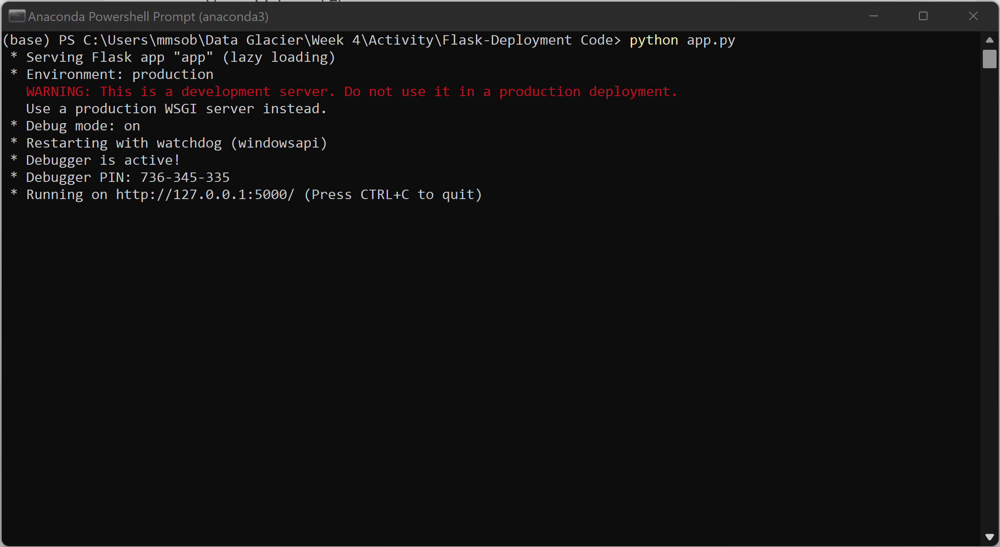 Anaconda Powershell Prompt (anaconda3)
(base) PS C:\Users\mmsob\Data Glacier\Week 4\Activity\Flask-Deployment Code> python app.py
 * Serving Flask app "app" (lazy loading)
 * Environment: production
   WARNING: This is a development server. Do not use it in a production deployment.
   Use a production WSGI server instead.
 * Debug mode: on
 * Restarting with watchdog (windowsapi)
 * Debugger is active!
 * Debugger PIN: 736-345-335
 * Running on http://127.0.0.1:5000/ (Press CTRL+C to quit)